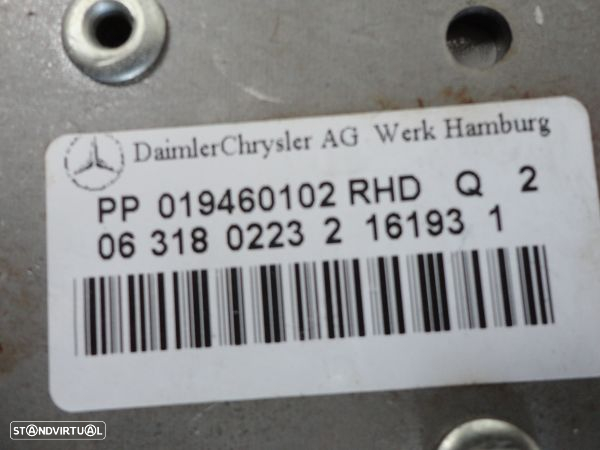 DaimlerChrysler AG Werk Hamburg
PP 019460102 RHD Q 2
06 318 0223 2 16193 1
STANDVIRTUAL